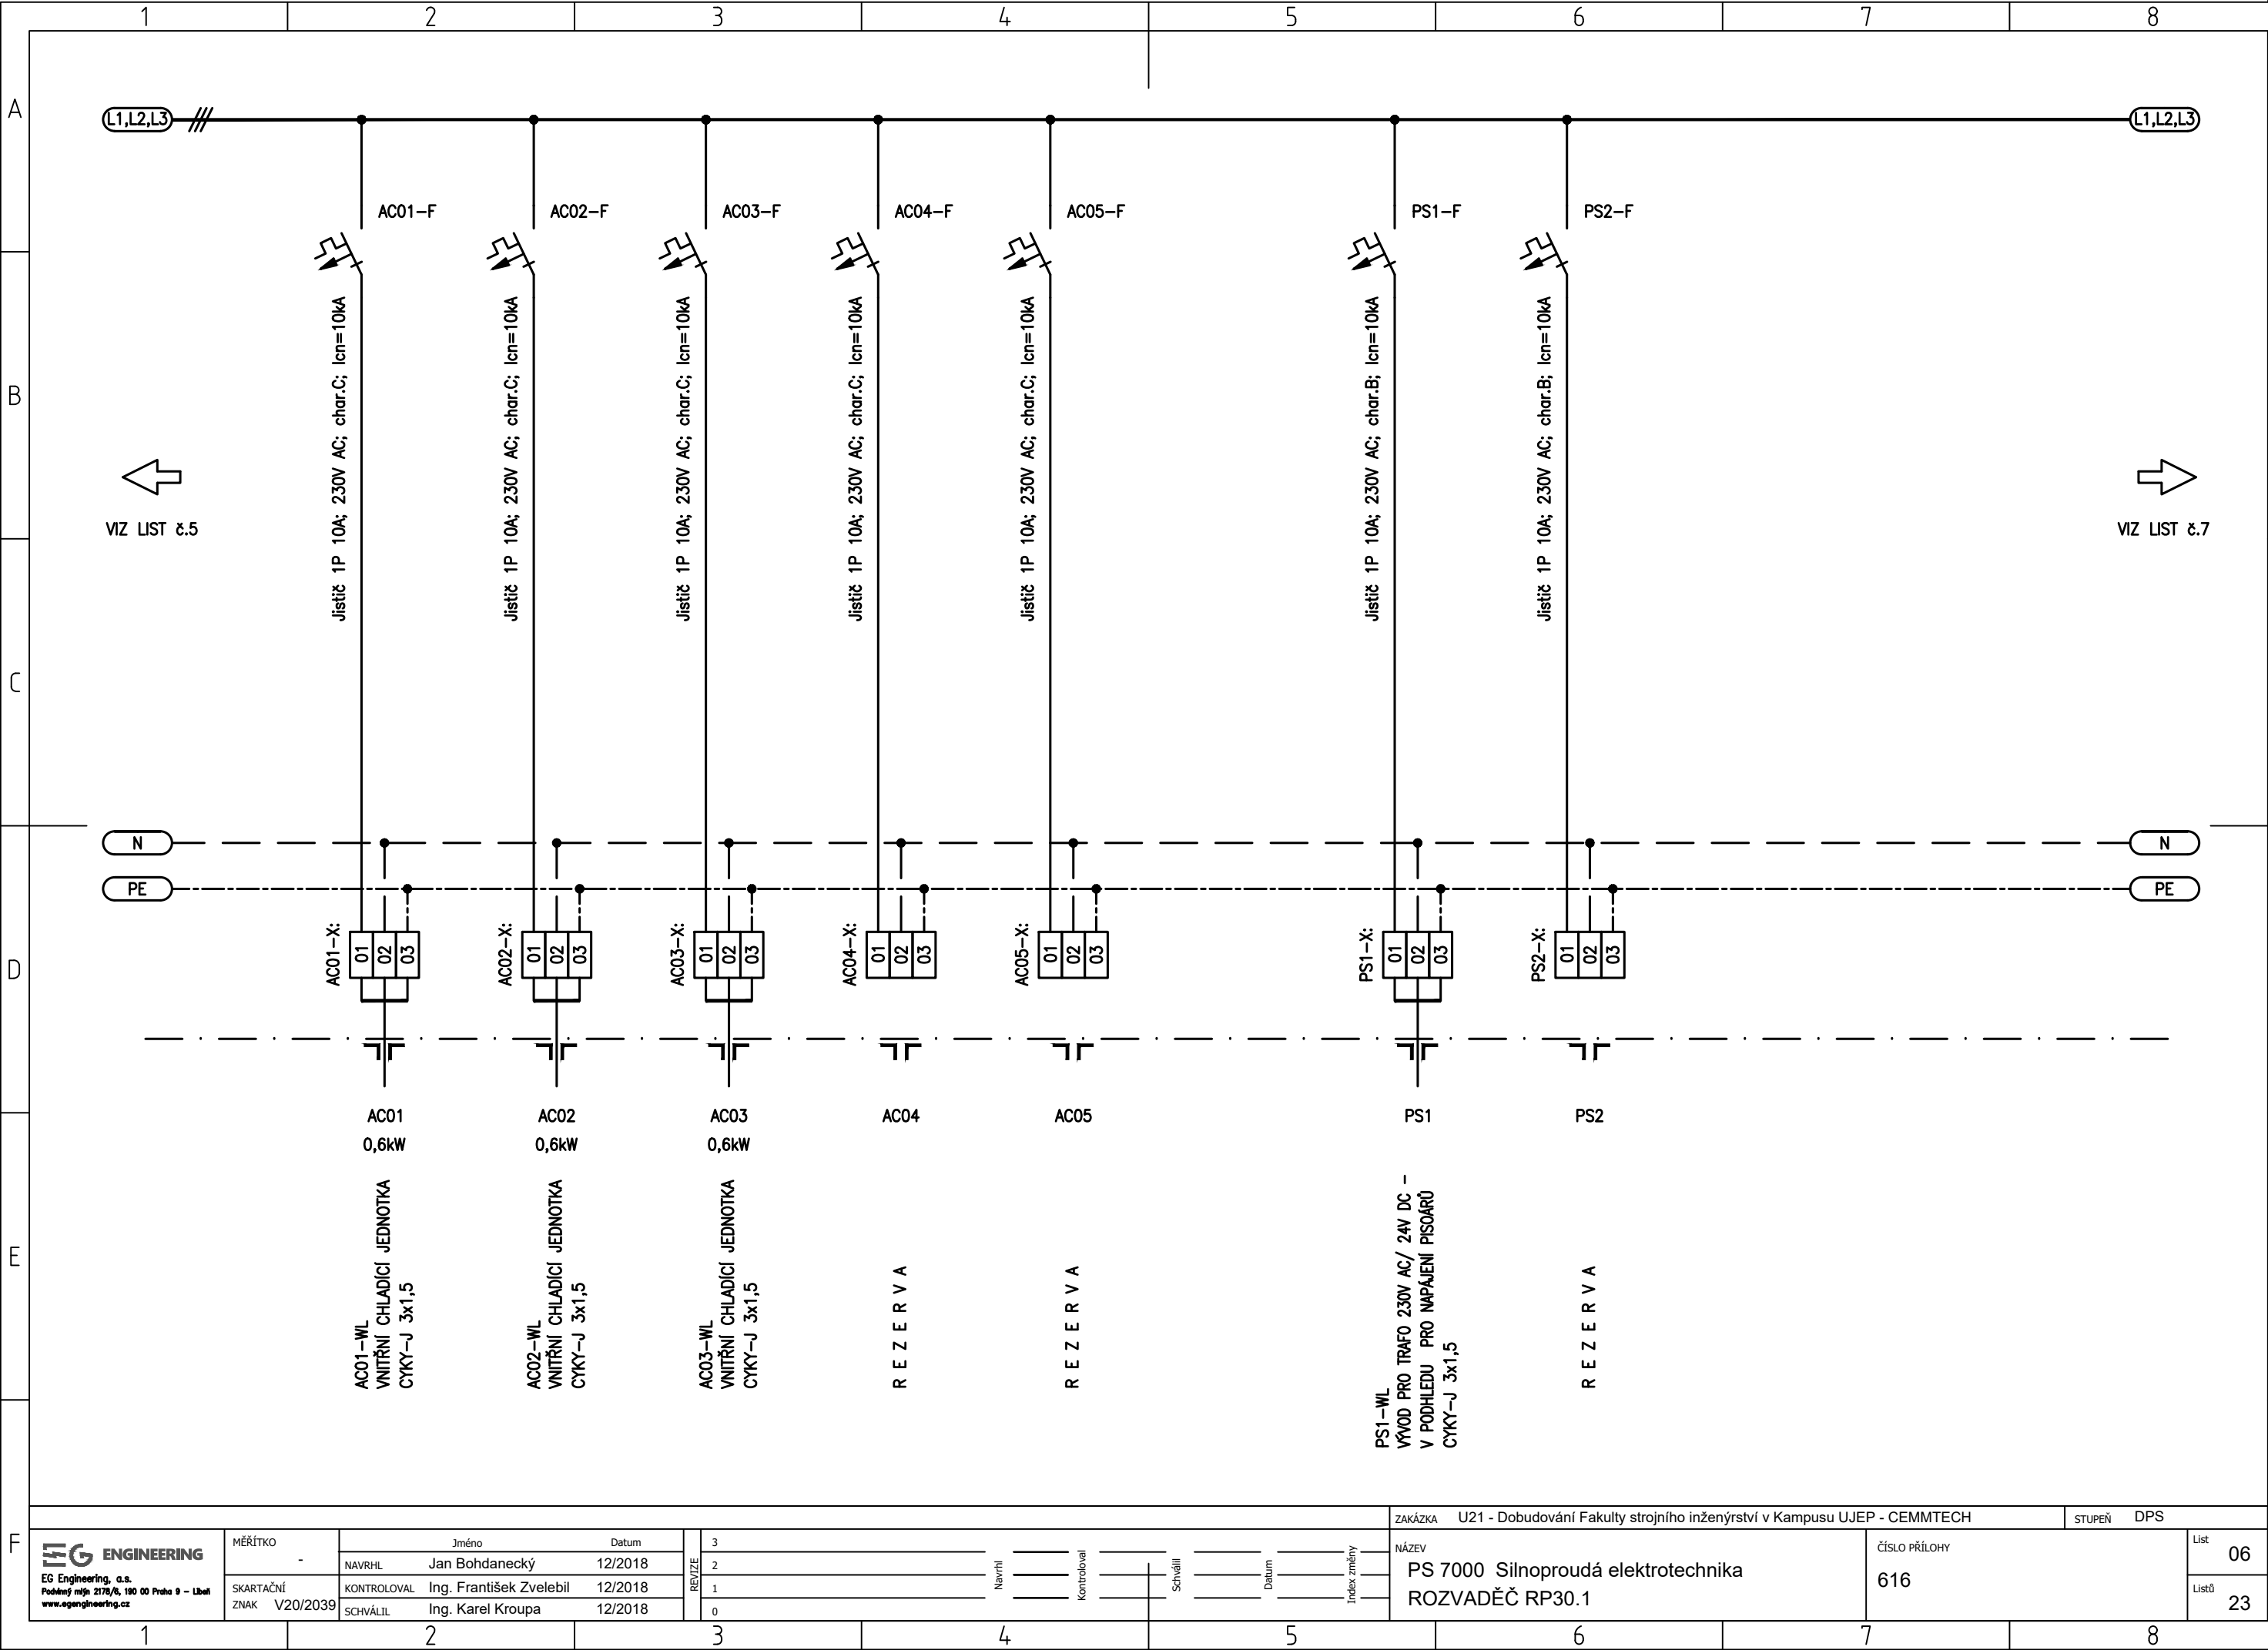 1 2 3 4 5 6 7 8
A
L1,L2,L3
L1,L2,L3
AC01-F
AC02-F
AC03-F
AC04-F
AC05-F
PS1-F
PS2-F
Jistič 1P 10A; 230V AC; char.C; Icn=10kA
Jistič 1P 10A; 230V AC; char.C; Icn=10kA
Jistič 1P 10A; 230V AC; char.C; Icn=10kA
Jistič 1P 10A; 230V AC; char.C; Icn=10kA
Jistič 1P 10A; 230V AC; char.C; Icn=10kA
Jistič 1P 10A; 230V AC; char.B; Icn=10kA
Jistič 1P 10A; 230V AC; char.B; Icn=10kA
B
VIZ LIST č.5
VIZ LIST č.7
C
N
N
PE
PE
D
AC01-X: 01 02 03
AC02-X: 01 02 03
AC03-X: 01 02 03
AC04-X: 01 02 03
AC05-X: 01 02 03
PS1-X: 01 02 03
PS2-X: 01 02 03
AC01
0,6kW
AC01-WL
VNITŘNÍ CHLADÍCÍ JEDNOTKA
CYKY-J 3x1,5
AC02
0,6kW
AC02-WL
VNITŘNÍ CHLADÍCÍ JEDNOTKA
CYKY-J 3x1,5
AC03
0,6kW
AC03-WL
VNITŘNÍ CHLADÍCÍ JEDNOTKA
CYKY-J 3x1,5
AC04
R E Z E R V A
AC05
R E Z E R V A
PS1
PS1-WL
VÝVOD PRO TRAFO 230V AC/ 24V DC -
V PODHLEDU PRO NAPÁJENÍ PISOÁRŮ
CYKY-J 3x1,5
PS2
R E Z E R V A
E
F
EG ENGINEERING
EG Engineering, a.s.
Podvinný mlýn 2178/6, 190 00 Praha 9 - Libeň
www.egengineering.cz
MĚŘÍTKO
-
SKARTAČNÍ
ZNAK V20/2039
Jméno Datum
NAVRHL Jan Bohdanecký 12/2018
KONTROLOVAL Ing. František Zvelebil 12/2018
SCHVÁLIL Ing. Karel Kroupa 12/2018
REVIZE
3
2
1
0
Navrhl
Kontroloval
Schválil
Datum
Index změny
ZAKÁZKA U21 - Dobudování Fakulty strojního inženýrství v Kampusu UJEP - CEMMTECH
STUPEŇ DPS
NÁZEV
PS 7000 Silnoproudá elektrotechnika
ROZVADĚČ RP30.1
ČÍSLO PŘÍLOHY
616
List
06
Listů
23
1 2 3 4 5 6 7 8